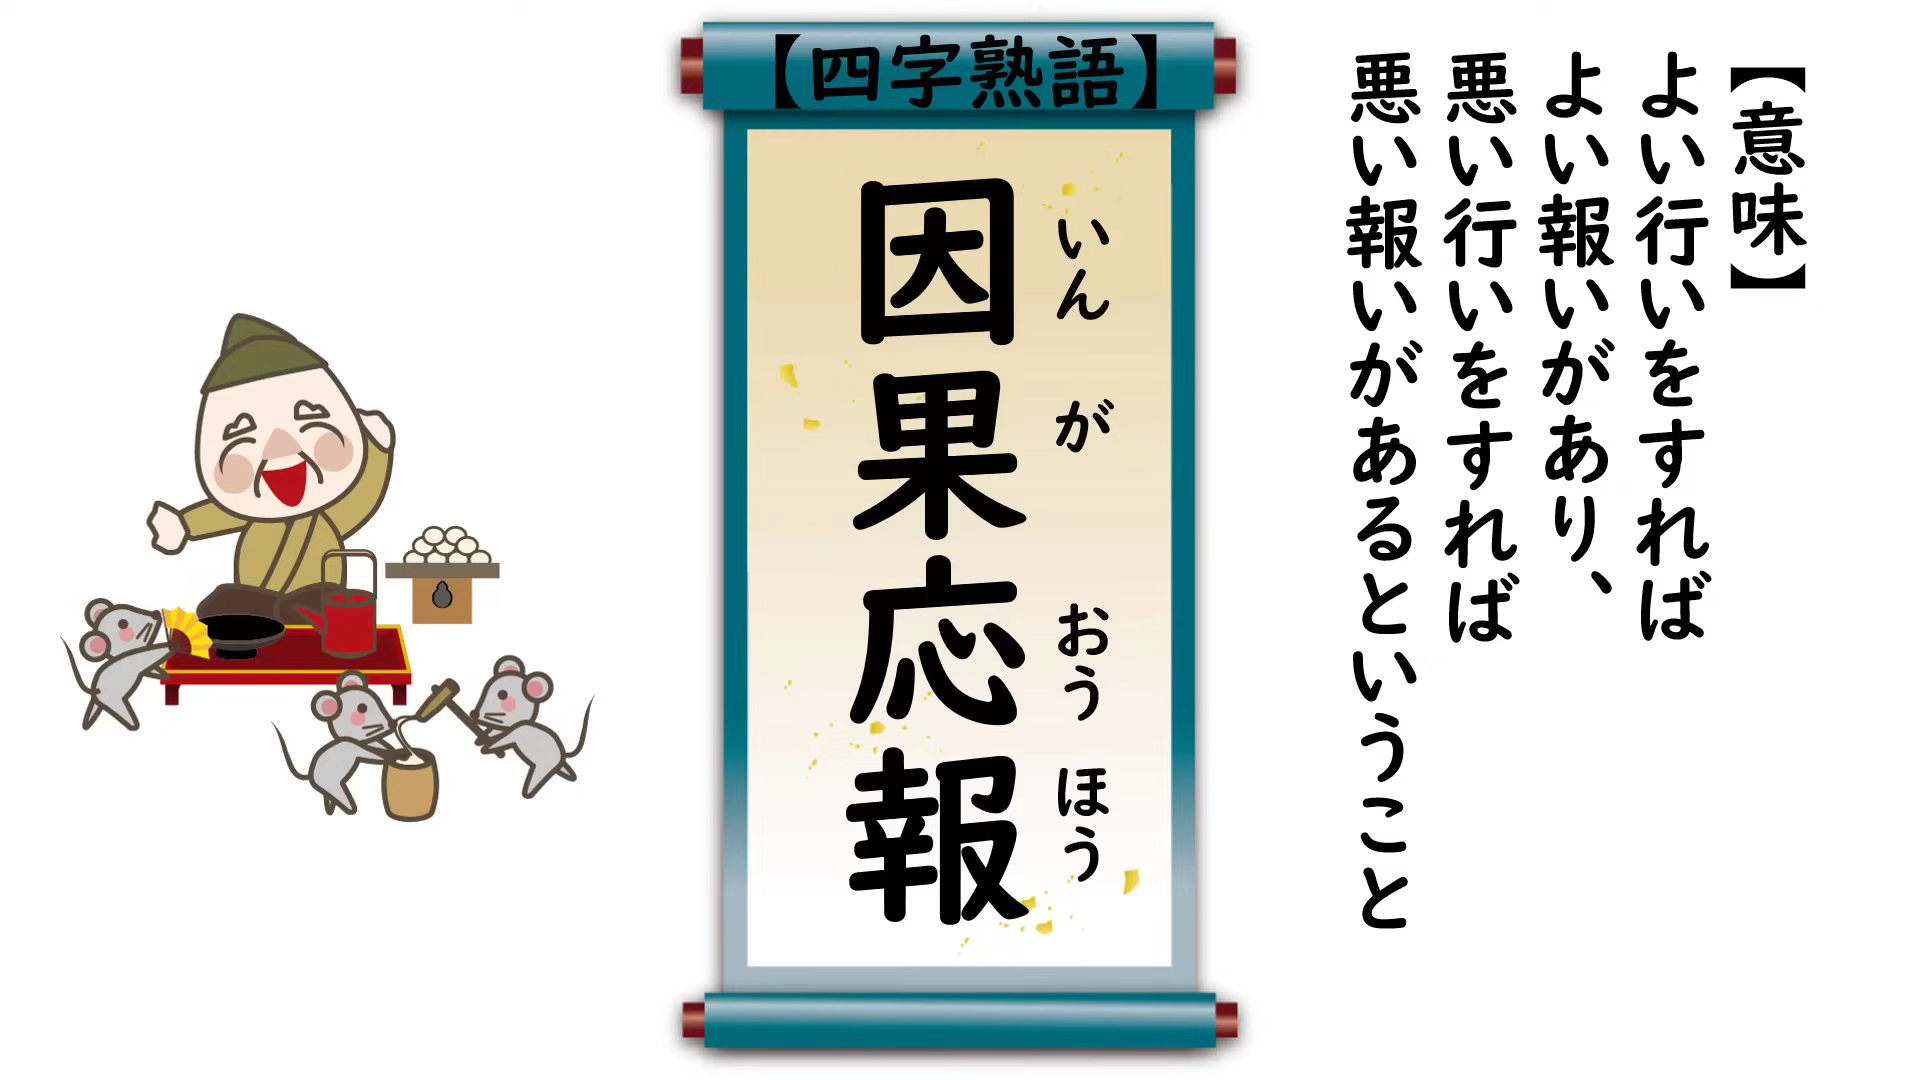 【四字熟語】
因果応報
いんがおうほう
【意味】
よい行いをすれば
よい報いがあり、
悪い行いをすれば
悪い報いがあるということ